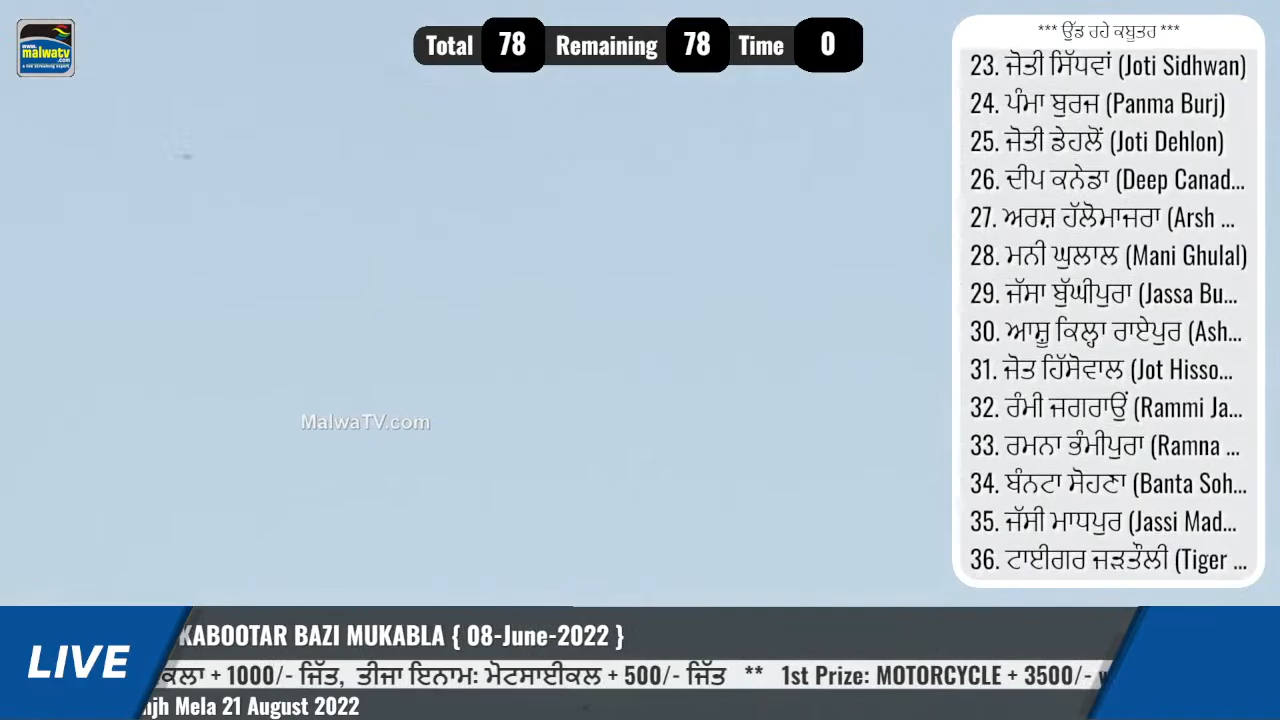 www.
malwatv
.com
Total 78 Remaining 78 Time 0
*** ਉੱਡ ਰਹੇ ਕਬੂਤਰ ***
23. ਜੋਤੀ ਸਿੱਧਵਾਂ (Joti Sidhwan)
24. ਪੰਮਾ ਬੁਰਜ (Panma Burj)
25. ਜੋਤੀ ਡੇਹਲੋਂ (Joti Dehlon)
26. ਦੀਪ ਕਨੇਡਾ (Deep Canad...
27. ਅਰਸ਼ ਹੱਲੋਮਾਜਰਾ (Arsh ...
28. ਮਨੀ ਘੁਲਾਲ (Mani Ghulal)
29. ਜੱਸਾ ਬੁੱਘੀਪੁਰਾ (Jassa Bu...
30. ਆਸ਼ੂ ਕਿਲ੍ਹਾ ਰਾਏਪੁਰ (Ash...
31. ਜੋਤ ਹਿੱਸੋਵਾਲ (Jot Hisso...
32. ਰੰਮੀ ਜਗਰਾਉਂ (Rammi Ja...
33. ਰਮਨਾ ਭੰਮੀਪੁਰਾ (Ramna ...
34. ਬੰਨਟਾ ਸੋਹਣਾ (Banta Soh...
35. ਜੱਸੀ ਮਾਧਪੁਰ (Jassi Mad...
36. ਟਾਈਗਰ ਜੜਤੌਲੀ (Tiger ...
MalwaTV.com
LIVE
KABOOTAR BAZI MUKABLA { 08-June-2022 }
ਕਲਾ + 1000/- ਜਿੱਤ, ਤੀਜਾ ਇਨਾਮ: ਮੋਟਸਾਈਕਲ + 500/- ਜਿੱਤ ** 1st Prize: MOTORCYCLE + 3500/-
Mela 21 August 2022